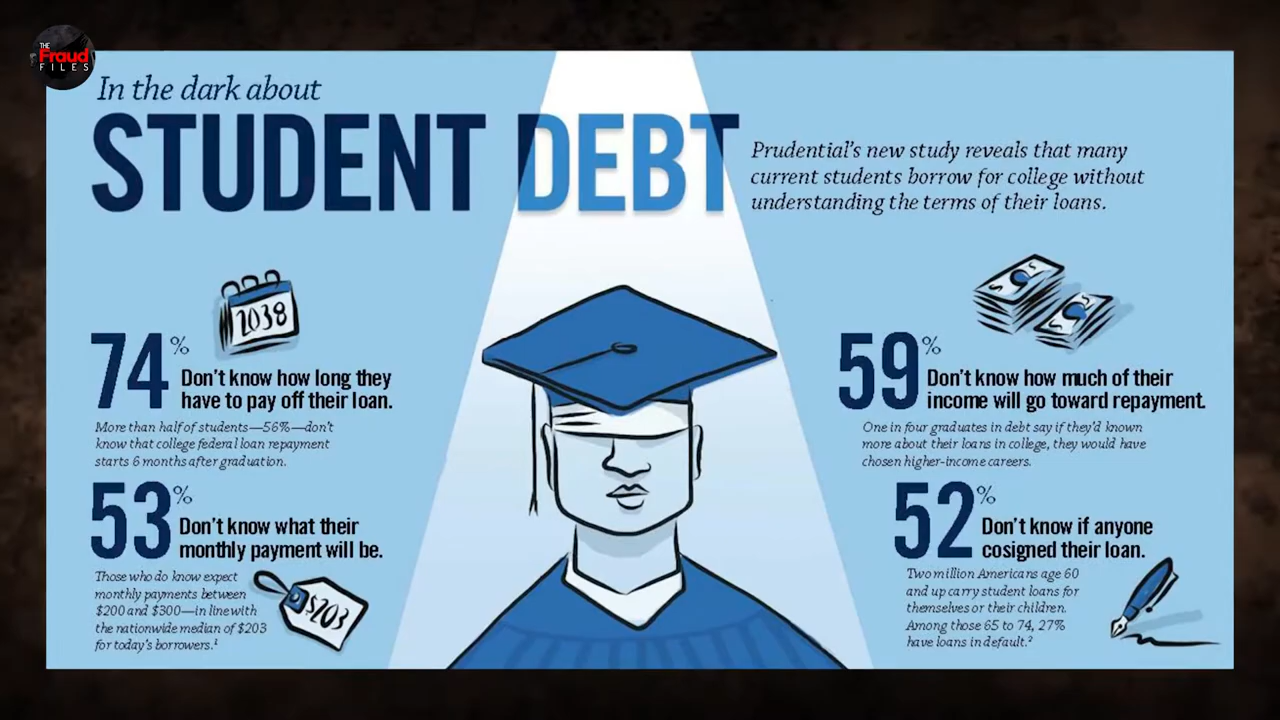 THE
Fraud
FILES
In the dark about
STUDENT DEBT
Prudential's new study reveals that many
current students borrow for college without
understanding the terms of their loans.
2038
74%
Don't know how long they
have to pay off their loan.
More than half of students—56%—don't
know that college federal loan repayment
starts 6 months after graduation.
53%
Don't know what their
monthly payment will be.
Those who do know expect
monthly payments between
$200 and $300—in line with
the nationwide median of $203
for today's borrowers.¹
$203
59%
Don't know how much of their
income will go toward repayment.
One in four graduates in debt say if they'd known
more about their loans in college, they would have
chosen higher-income careers.
52%
Don't know if anyone
cosigned their loan.
Two million Americans age 60
and up carry student loans for
themselves or their children.
Among those 65 to 74, 27%
have loans in default.²